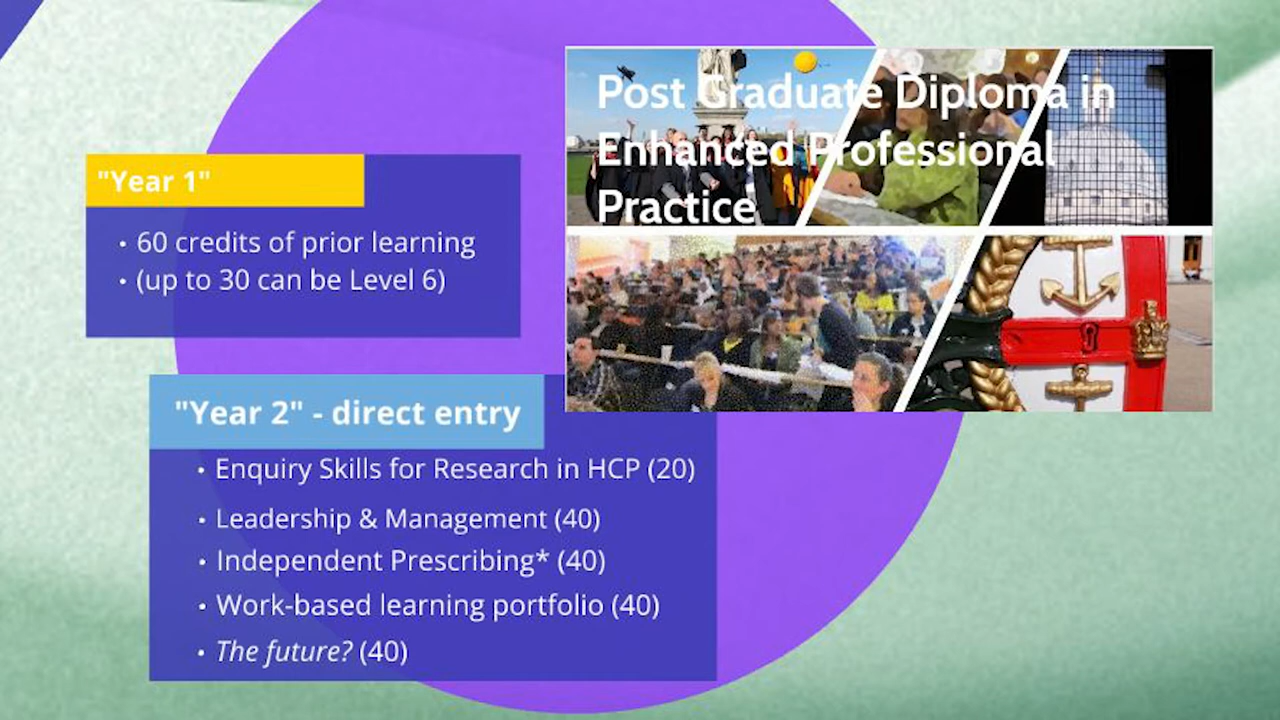 Post Graduate Diploma in
Enhanced Professional
Practice
"Year 1"
• 60 credits of prior learning
• (up to 30 can be Level 6)
"Year 2" - direct entry
• Enquiry Skills for Research in HCP (20)
• Leadership & Management (40)
• Independent Prescribing* (40)
• Work-based learning portfolio (40)
• The future? (40)